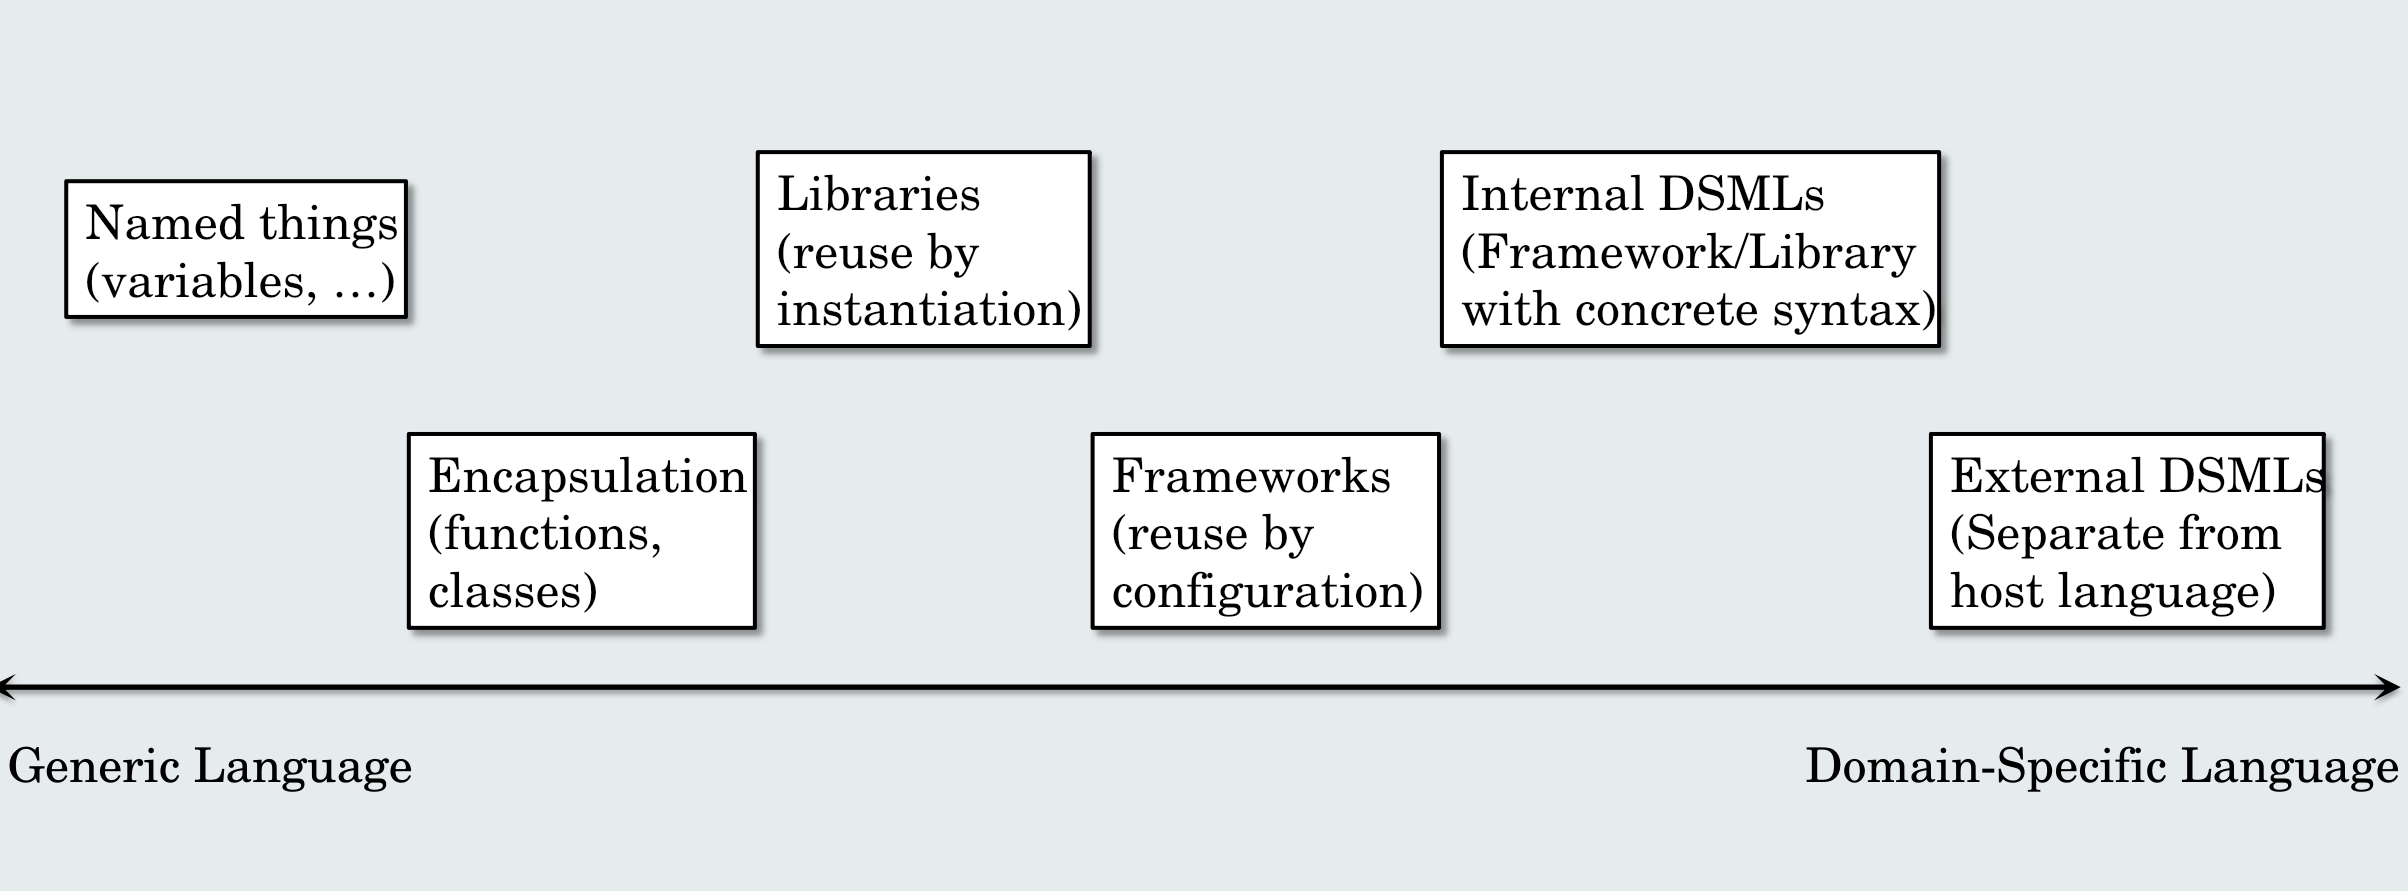 Named things
(variables, …)
Encapsulation
(functions,
classes)
Libraries
(reuse by
instantiation)
Frameworks
(reuse by
configuration)
Internal DSMLs
(Framework/Library
with concrete syntax)
External DSMLs
(Separate from
host language)
Generic Language
Domain-Specific Language